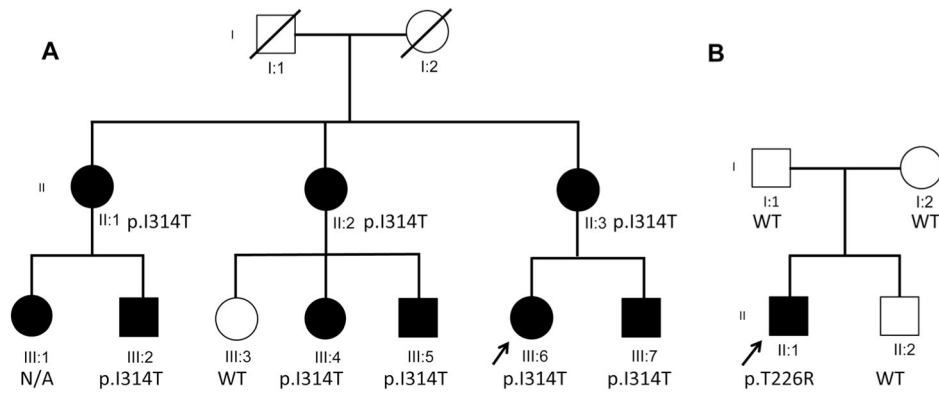 A
I
I:1
I:2
II
II:1 p.I314T
II:2 p.I314T
II:3 p.I314T
III:1
N/A
III:2
p.I314T
III:3
WT
III:4
p.I314T
III:5
p.I314T
III:6
p.I314T
III:7
p.I314T
B
I
I:1
WT
I:2
WT
II
II:1
p.T226R
II:2
WT